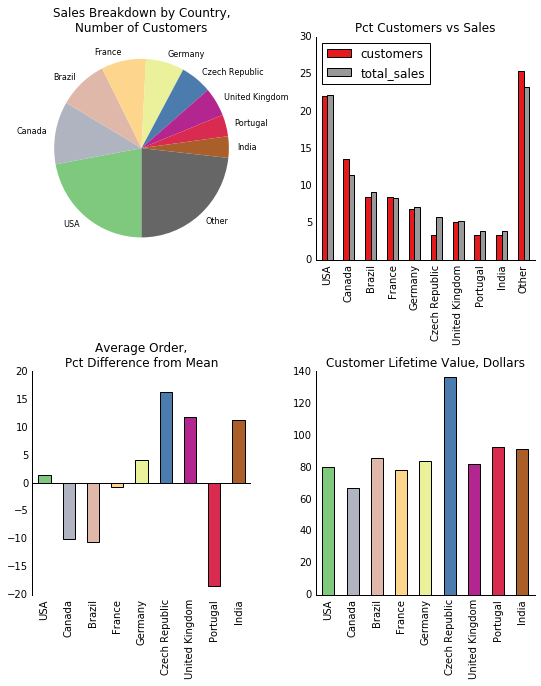 Sales Breakdown by Country,
Number of Customers
France
Germany
Brazil
Czech Republic
United Kingdom
Canada
Portugal
India
USA
Other
Pct Customers vs Sales
30
25
20
15
10
5
0
customers
total_sales
USA
Canada
Brazil
France
Germany
Czech Republic
United Kingdom
Portugal
India
Other
Average Order,
Pct Difference from Mean
20
15
10
5
0
−5
−10
−15
−20
USA
Canada
Brazil
France
Germany
Czech Republic
United Kingdom
Portugal
India
Customer Lifetime Value, Dollars
140
120
100
80
60
40
20
0
USA
Canada
Brazil
France
Germany
Czech Republic
United Kingdom
Portugal
India